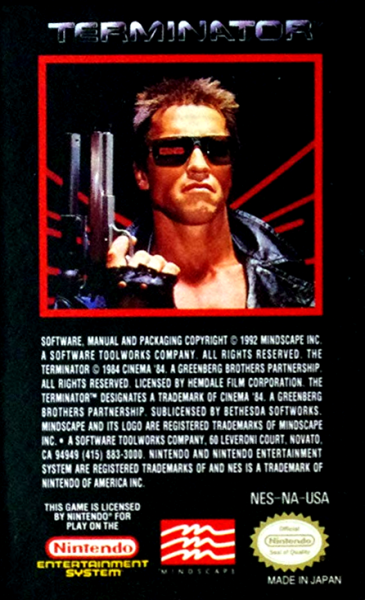 TERMINATOR
SOFTWARE, MANUAL AND PACKAGING COPYRIGHT © 1992 MINDSCAPE INC.
A SOFTWARE TOOLWORKS COMPANY. ALL RIGHTS RESERVED. THE
TERMINATOR © 1984 CINEMA '84. A GREENBERG BROTHERS PARTNERSHIP.
ALL RIGHTS RESERVED. LICENSED BY HEMDALE FILM CORPORATION. THE
TERMINATOR™ DESIGNATES A TRADEMARK OF CINEMA '84. A GREENBERG
BROTHERS PARTNERSHIP. SUBLICENSED BY BETHESDA SOFTWORKS.
MINDSCAPE AND ITS LOGO ARE REGISTERED TRADEMARKS OF MINDSCAPE
INC. • A SOFTWARE TOOLWORKS COMPANY, 60 LEVERONI COURT, NOVATO,
CA 94949 (415) 883-3000. NINTENDO AND NINTENDO ENTERTAINMENT
SYSTEM ARE REGISTERED TRADEMARKS OF AND NES IS A TRADEMARK OF
NINTENDO OF AMERICA INC.
NES-NA-USA
THIS GAME IS LICENSED
BY NINTENDO® FOR
PLAY ON THE
Nintendo
ENTERTAINMENT
SYSTEM
MINDSCAPE
Official
Nintendo
Seal of Quality
MADE IN JAPAN